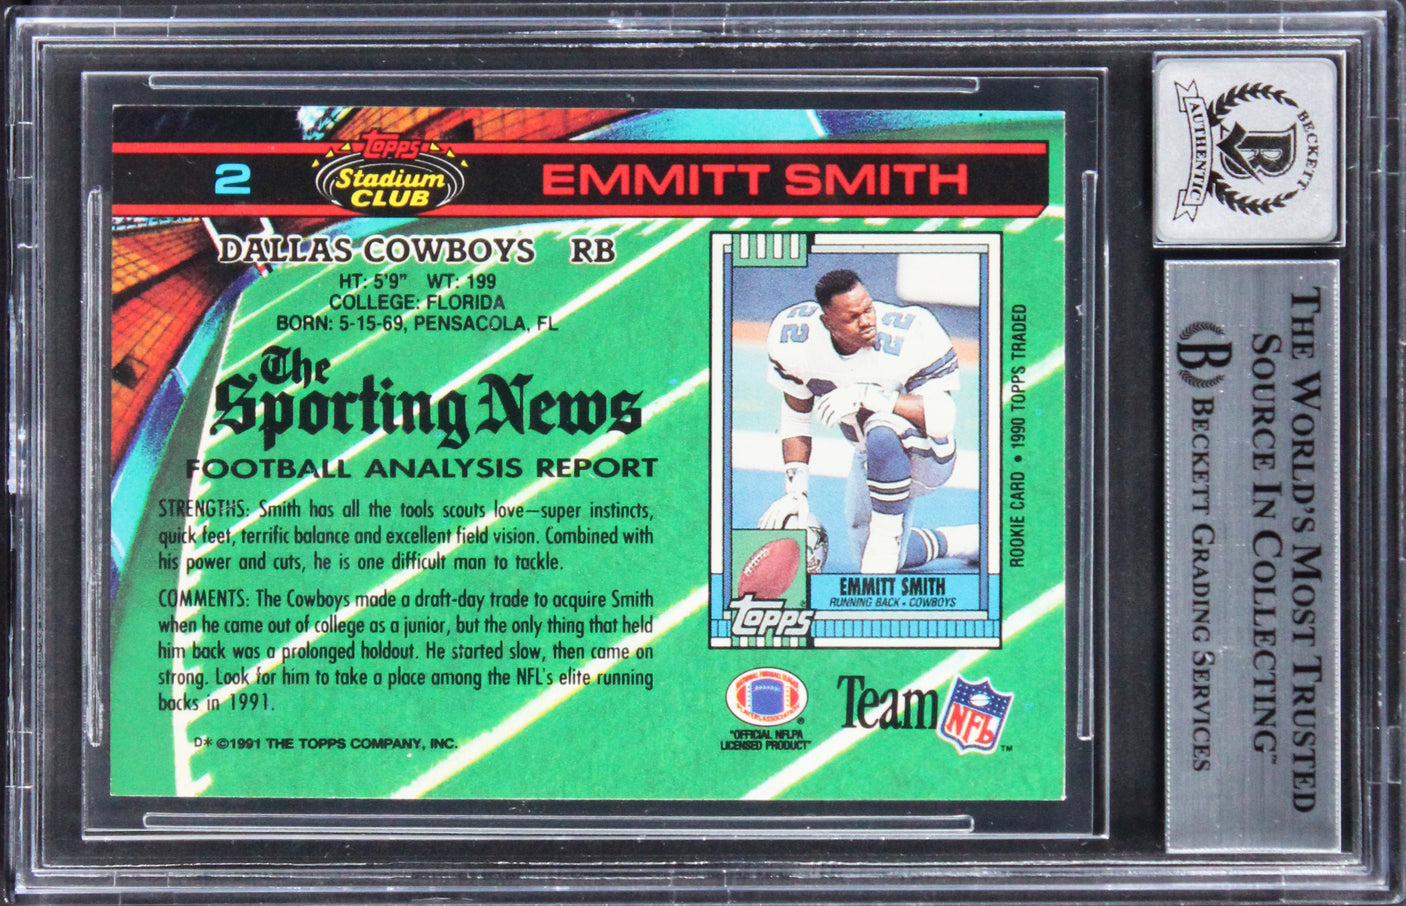 2
Topps
Stadium
CLUB
EMMITT SMITH
DALLAS COWBOYS RB
HT: 5'9" WT: 199
COLLEGE: FLORIDA
BORN: 5-15-69, PENSACOLA, FL
The
Sporting News
FOOTBALL ANALYSIS REPORT
STRENGTHS: Smith has all the tools scouts love—super instincts,
quick feet, terrific balance and excellent field vision. Combined with
his power and cuts, he is one difficult man to tackle.
COMMENTS: The Cowboys made a draft-day trade to acquire Smith
when he came out of college as a junior, but the only thing that held
him back was a prolonged holdout. He started slow, then came on
strong. Look for him to take a place among the NFL's elite running
backs in 1991.
D* ©1991 THE TOPPS COMPANY, INC.
22
22
EMMITT SMITH
RUNNING BACK • COWBOYS
TOPPS
ROOKIE CARD • 1990 TOPPS TRADED
®
"OFFICIAL NFLPA
LICENSED PRODUCT"
Team NFL ™
BECKETT
AUTHENTIC
THE WORLD'S MOST TRUSTED
SOURCE IN COLLECTING™
B BECKETT GRADING SERVICES